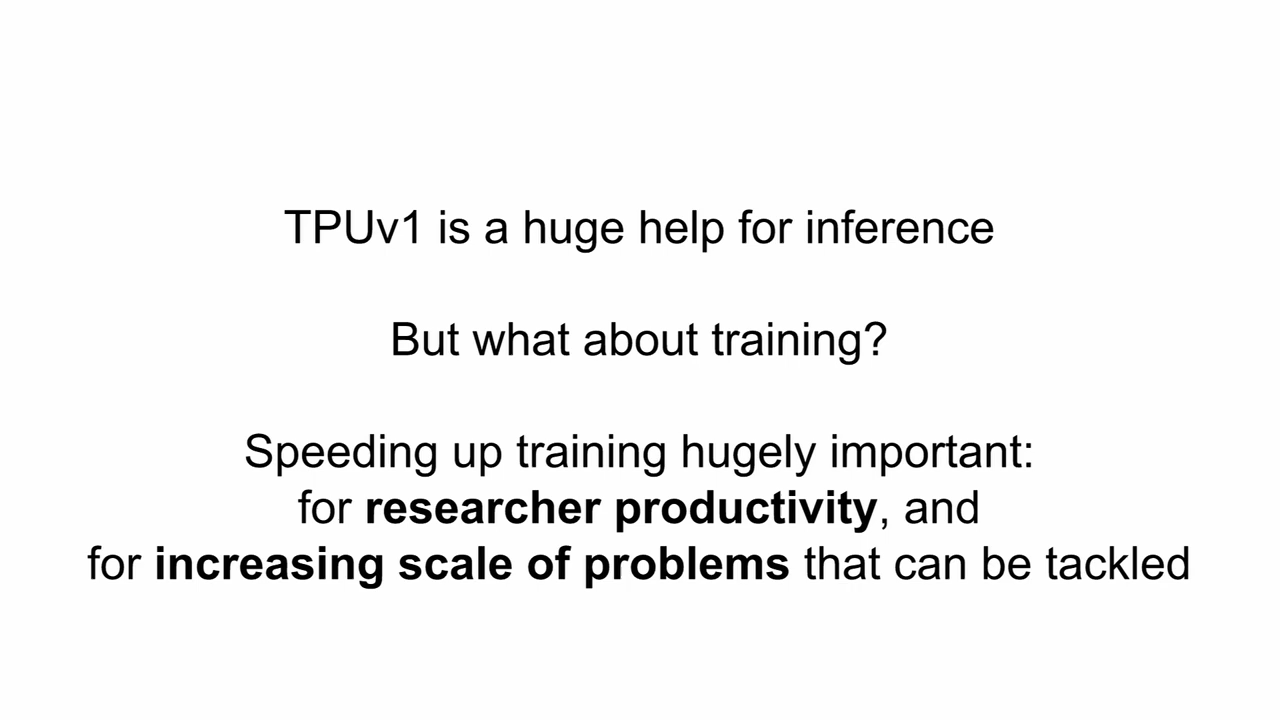 TPUv1 is a huge help for inference
But what about training?
Speeding up training hugely important:
for researcher productivity, and
for increasing scale of problems that can be tackled